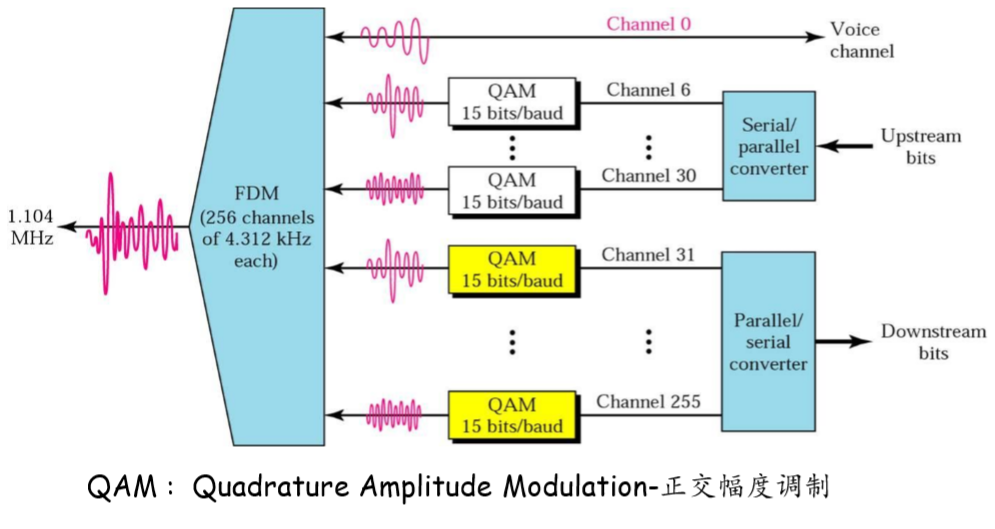 Channel 0
Voice
channel
QAM
15 bits/baud
Channel 6
Serial/
parallel
converter
Upstream
bits
QAM
15 bits/baud
Channel 30
1.104
MHz
FDM
(256 channels
of 4.312 kHz
each)
QAM
15 bits/baud
Channel 31
Parallel/
serial
converter
Downstream
bits
QAM
15 bits/baud
Channel 255
QAM : Quadrature Amplitude Modulation-正交幅度调制